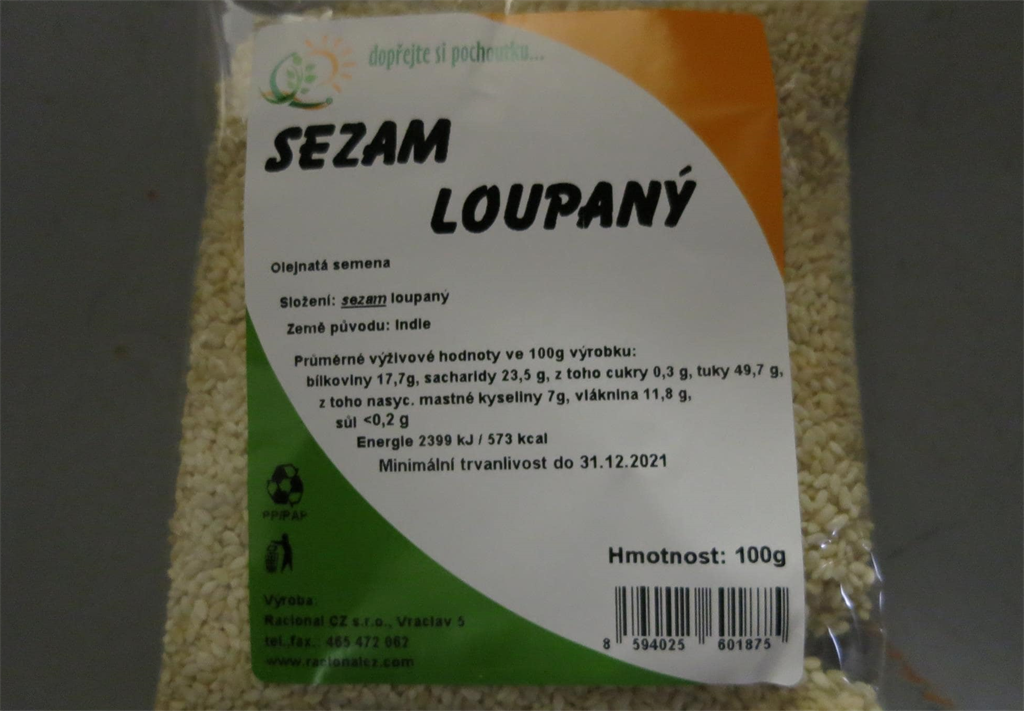 dopřejte si pochoutku...
SEZAM
LOUPANÝ
Olejnatá semena
Složení: sezam loupaný
Země původu: Indie
Průměrné výživové hodnoty ve 100g výrobku:
bílkoviny 17,7g, sacharidy 23,5 g, z toho cukry 0,3 g, tuky 49,7 g,
z toho nasyc. mastné kyseliny 7g, vláknina 11,8 g,
sůl <0,2 g
Energie 2399 kJ / 573 kcal
Minimální trvanlivost do 31.12.2021
PP/PAP
Hmotnost: 100g
Výroba:
Racional CZ s.r.o., Vraclav 5
tel.,fax.: 465 472 062
www.racionalcz.com
8 594025 601875